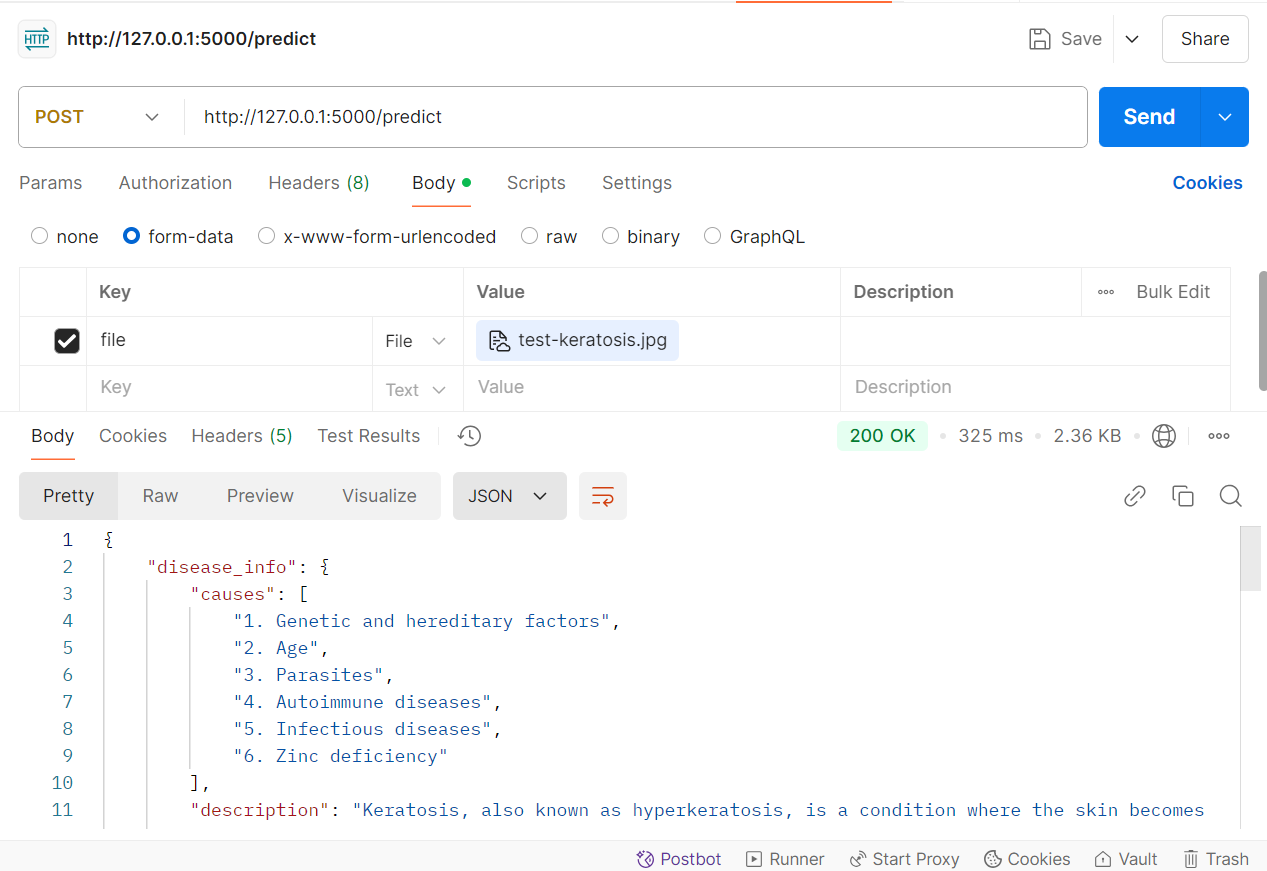 HTTP http://127.0.0.1:5000/predict Save Share
POST http://127.0.0.1:5000/predict Send
Params Authorization Headers (8) Body Scripts Settings Cookies
none form-data x-www-form-urlencoded raw binary GraphQL
Key Value Description Bulk Edit
file File test-keratosis.jpg
Key Text Value Description
Body Cookies Headers (5) Test Results 200 OK 325 ms 2.36 KB
Pretty Raw Preview Visualize JSON
1 {
2 "disease_info": {
3 "causes": [
4 "1. Genetic and hereditary factors",
5 "2. Age",
6 "3. Parasites",
7 "4. Autoimmune diseases",
8 "5. Infectious diseases",
9 "6. Zinc deficiency"
10 ],
11 "description": "Keratosis, also known as hyperkeratosis, is a condition where the skin becomes
Postbot Runner Start Proxy Cookies Vault Trash